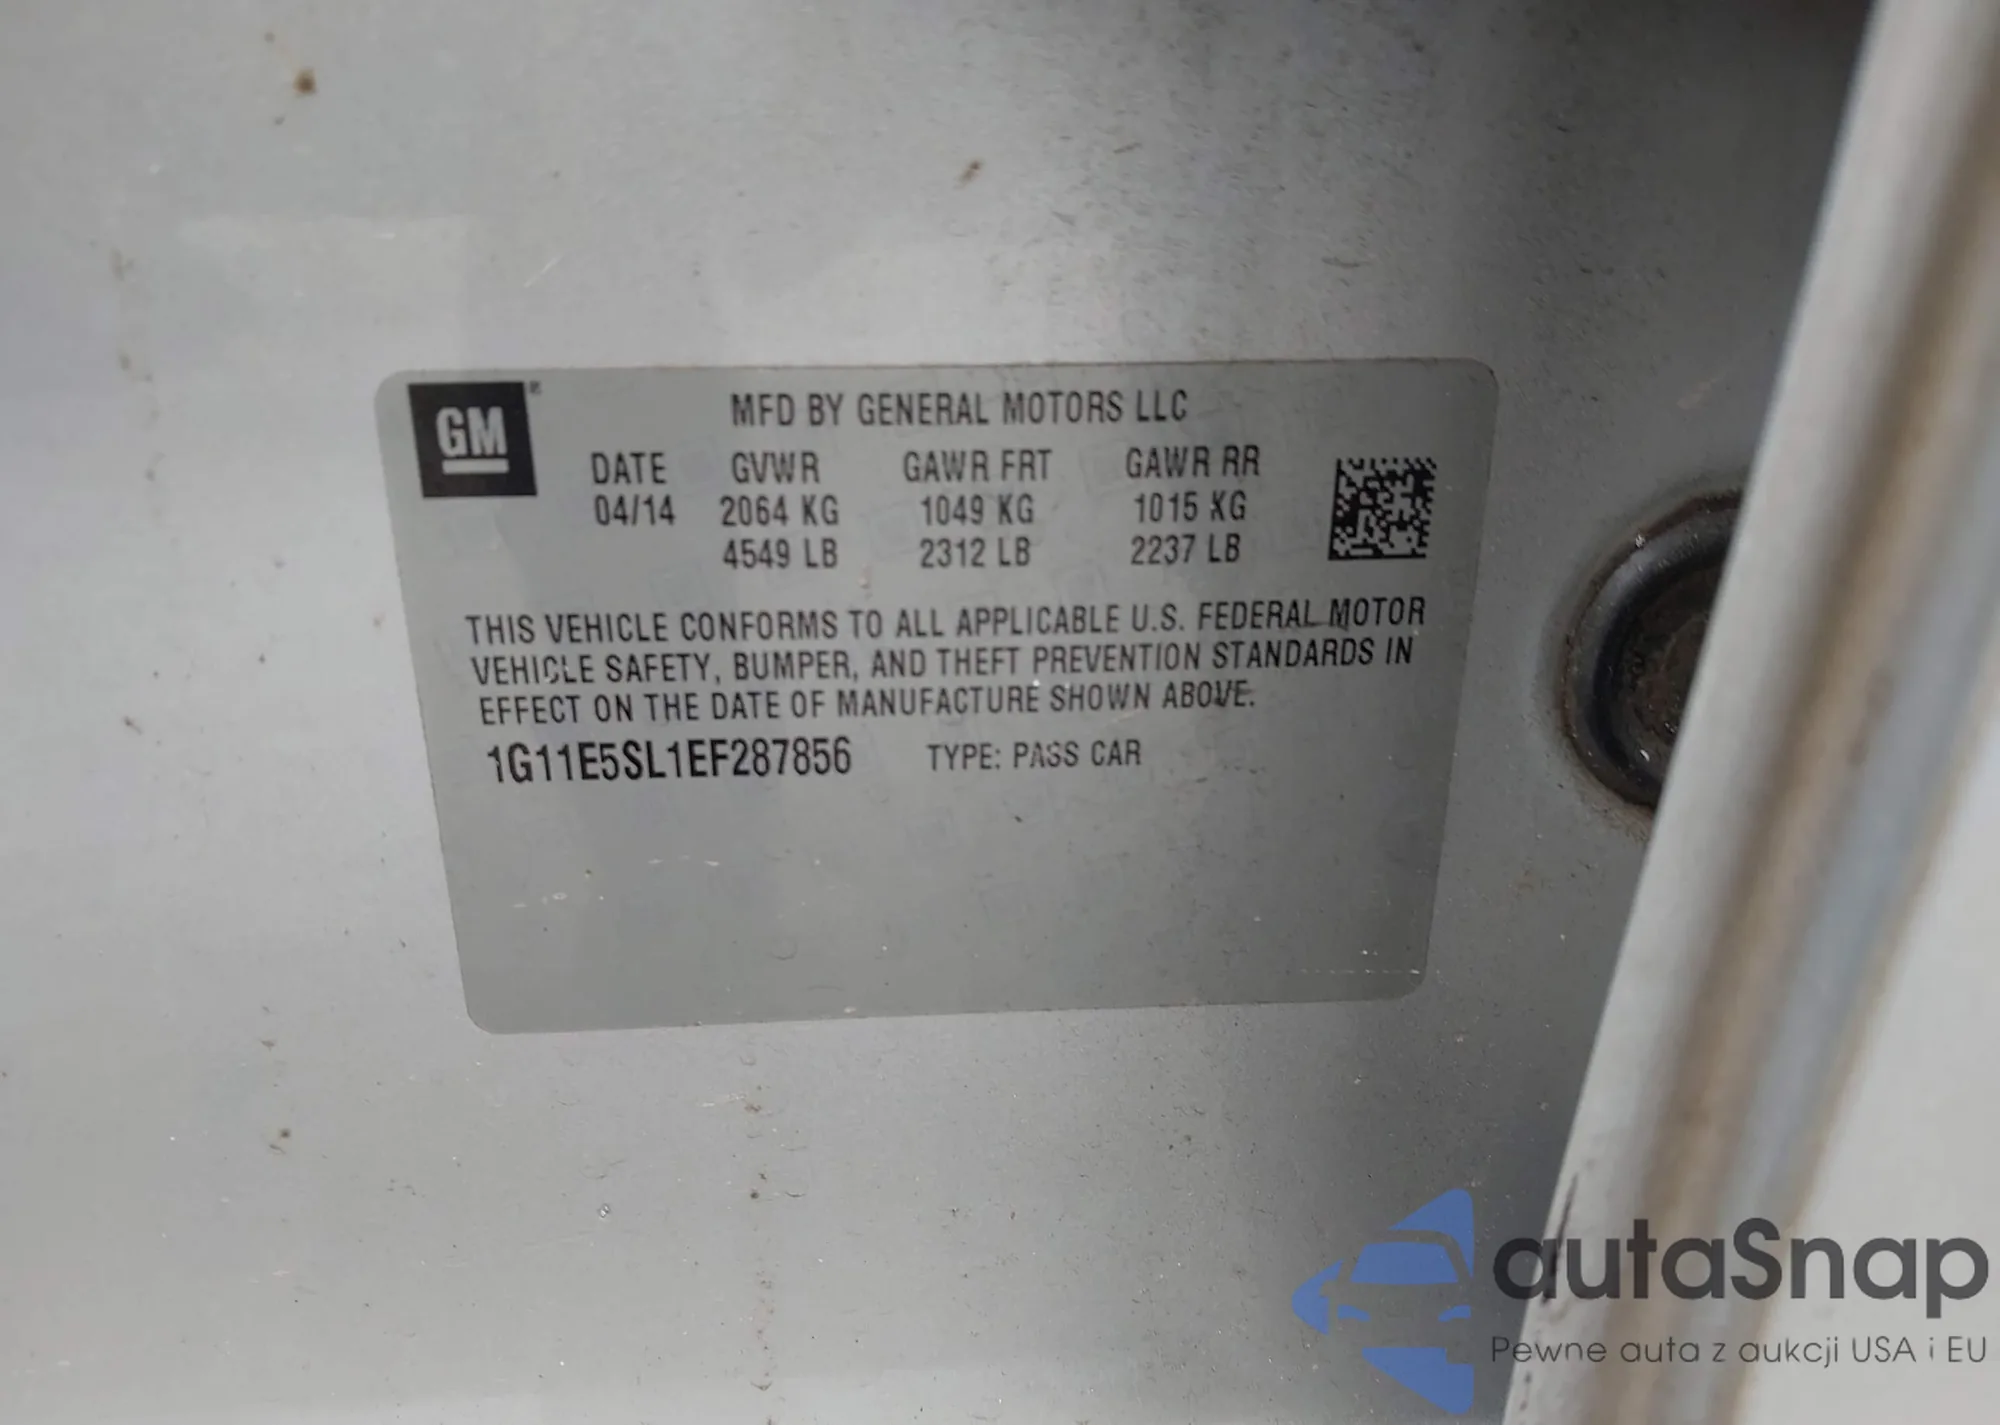 GM®
MFD BY GENERAL MOTORS LLC
DATE GVWR GAWR FRT GAWR RR
04/14 2064 KG 1049 KG 1015 KG
4549 LB 2312 LB 2237 LB
THIS VEHICLE CONFORMS TO ALL APPLICABLE U.S. FEDERAL MOTOR
VEHICLE SAFETY, BUMPER, AND THEFT PREVENTION STANDARDS IN
EFFECT ON THE DATE OF MANUFACTURE SHOWN ABOVE.
1G11E5SL1EF287856 TYPE: PASS CAR
autaSnap
Pewne auta z aukcji USA i EU